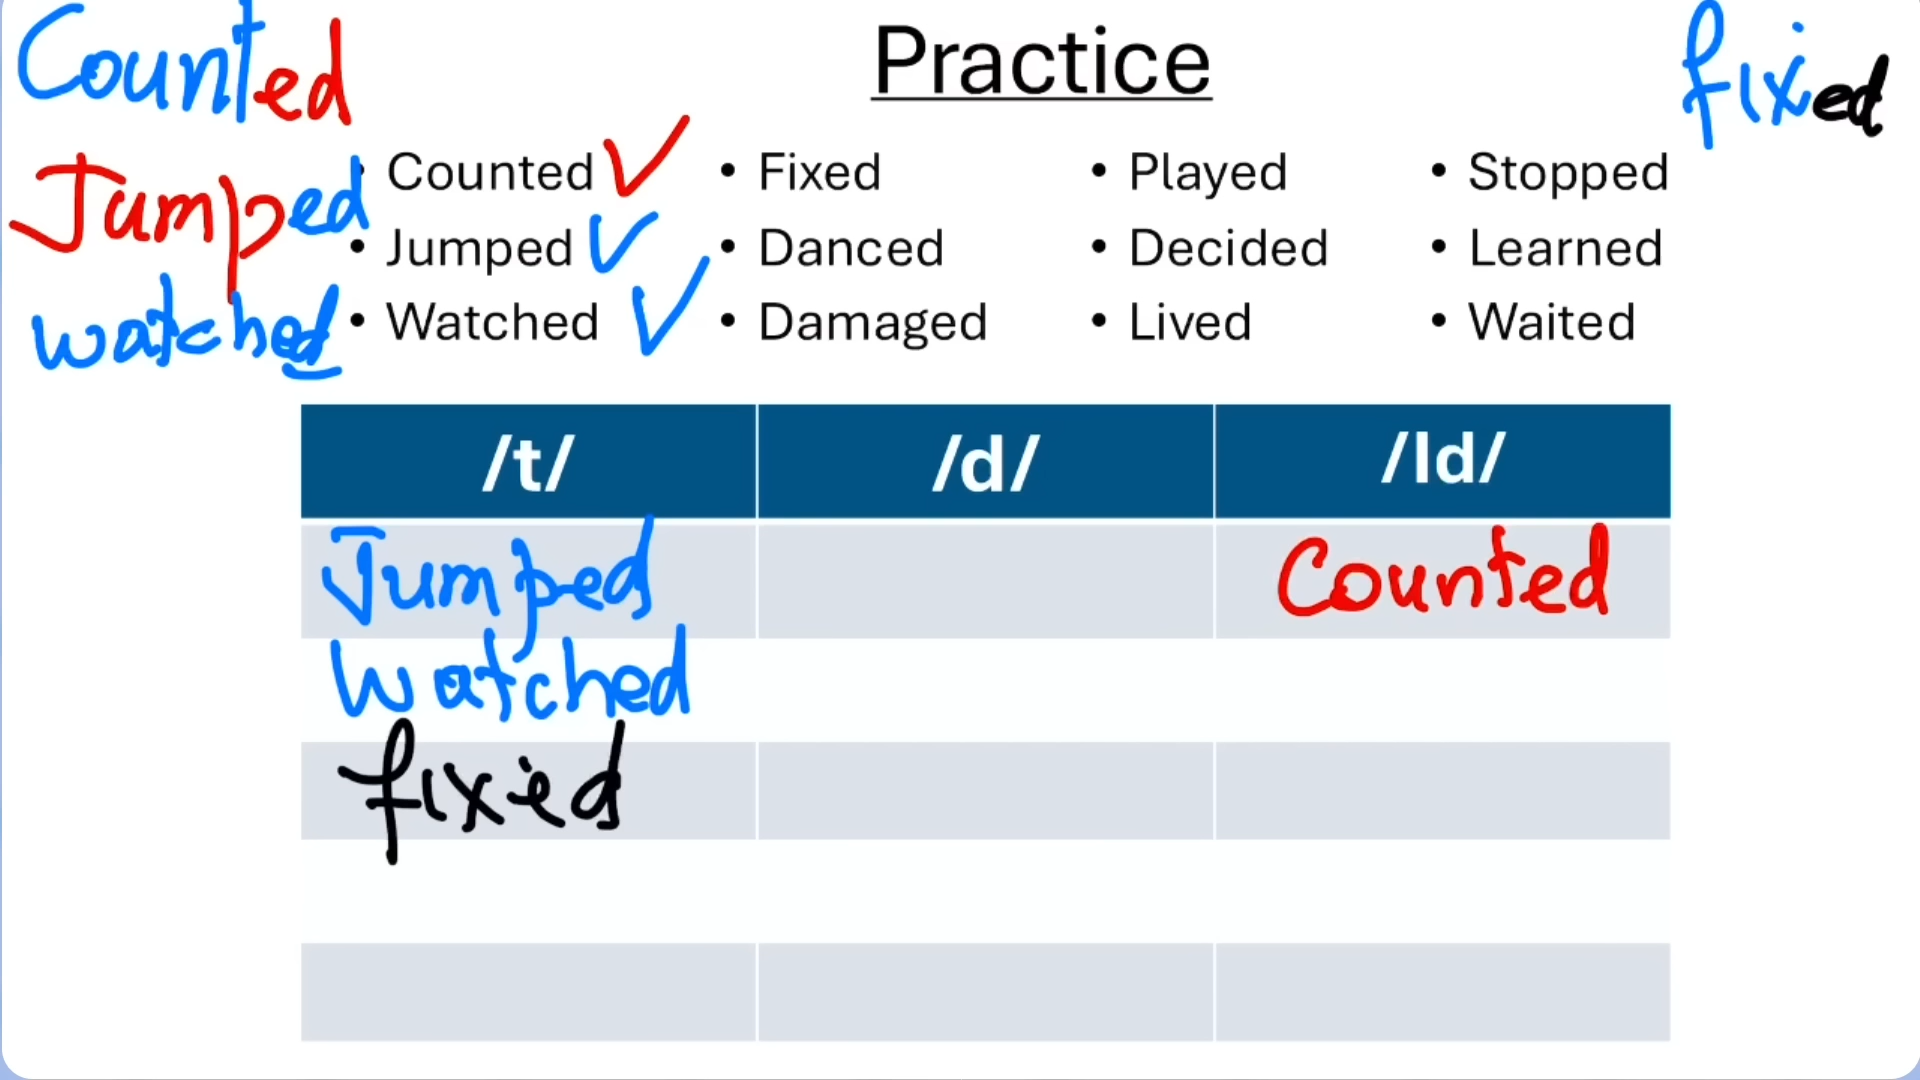 Practice
Counted
Jumped
watched
fixed
• Counted
• Jumped
• Watched
• Fixed
• Danced
• Damaged
• Played
• Decided
• Lived
• Stopped
• Learned
• Waited
/t/ /d/ /Id/
Jumped Counted
Watched
fixed